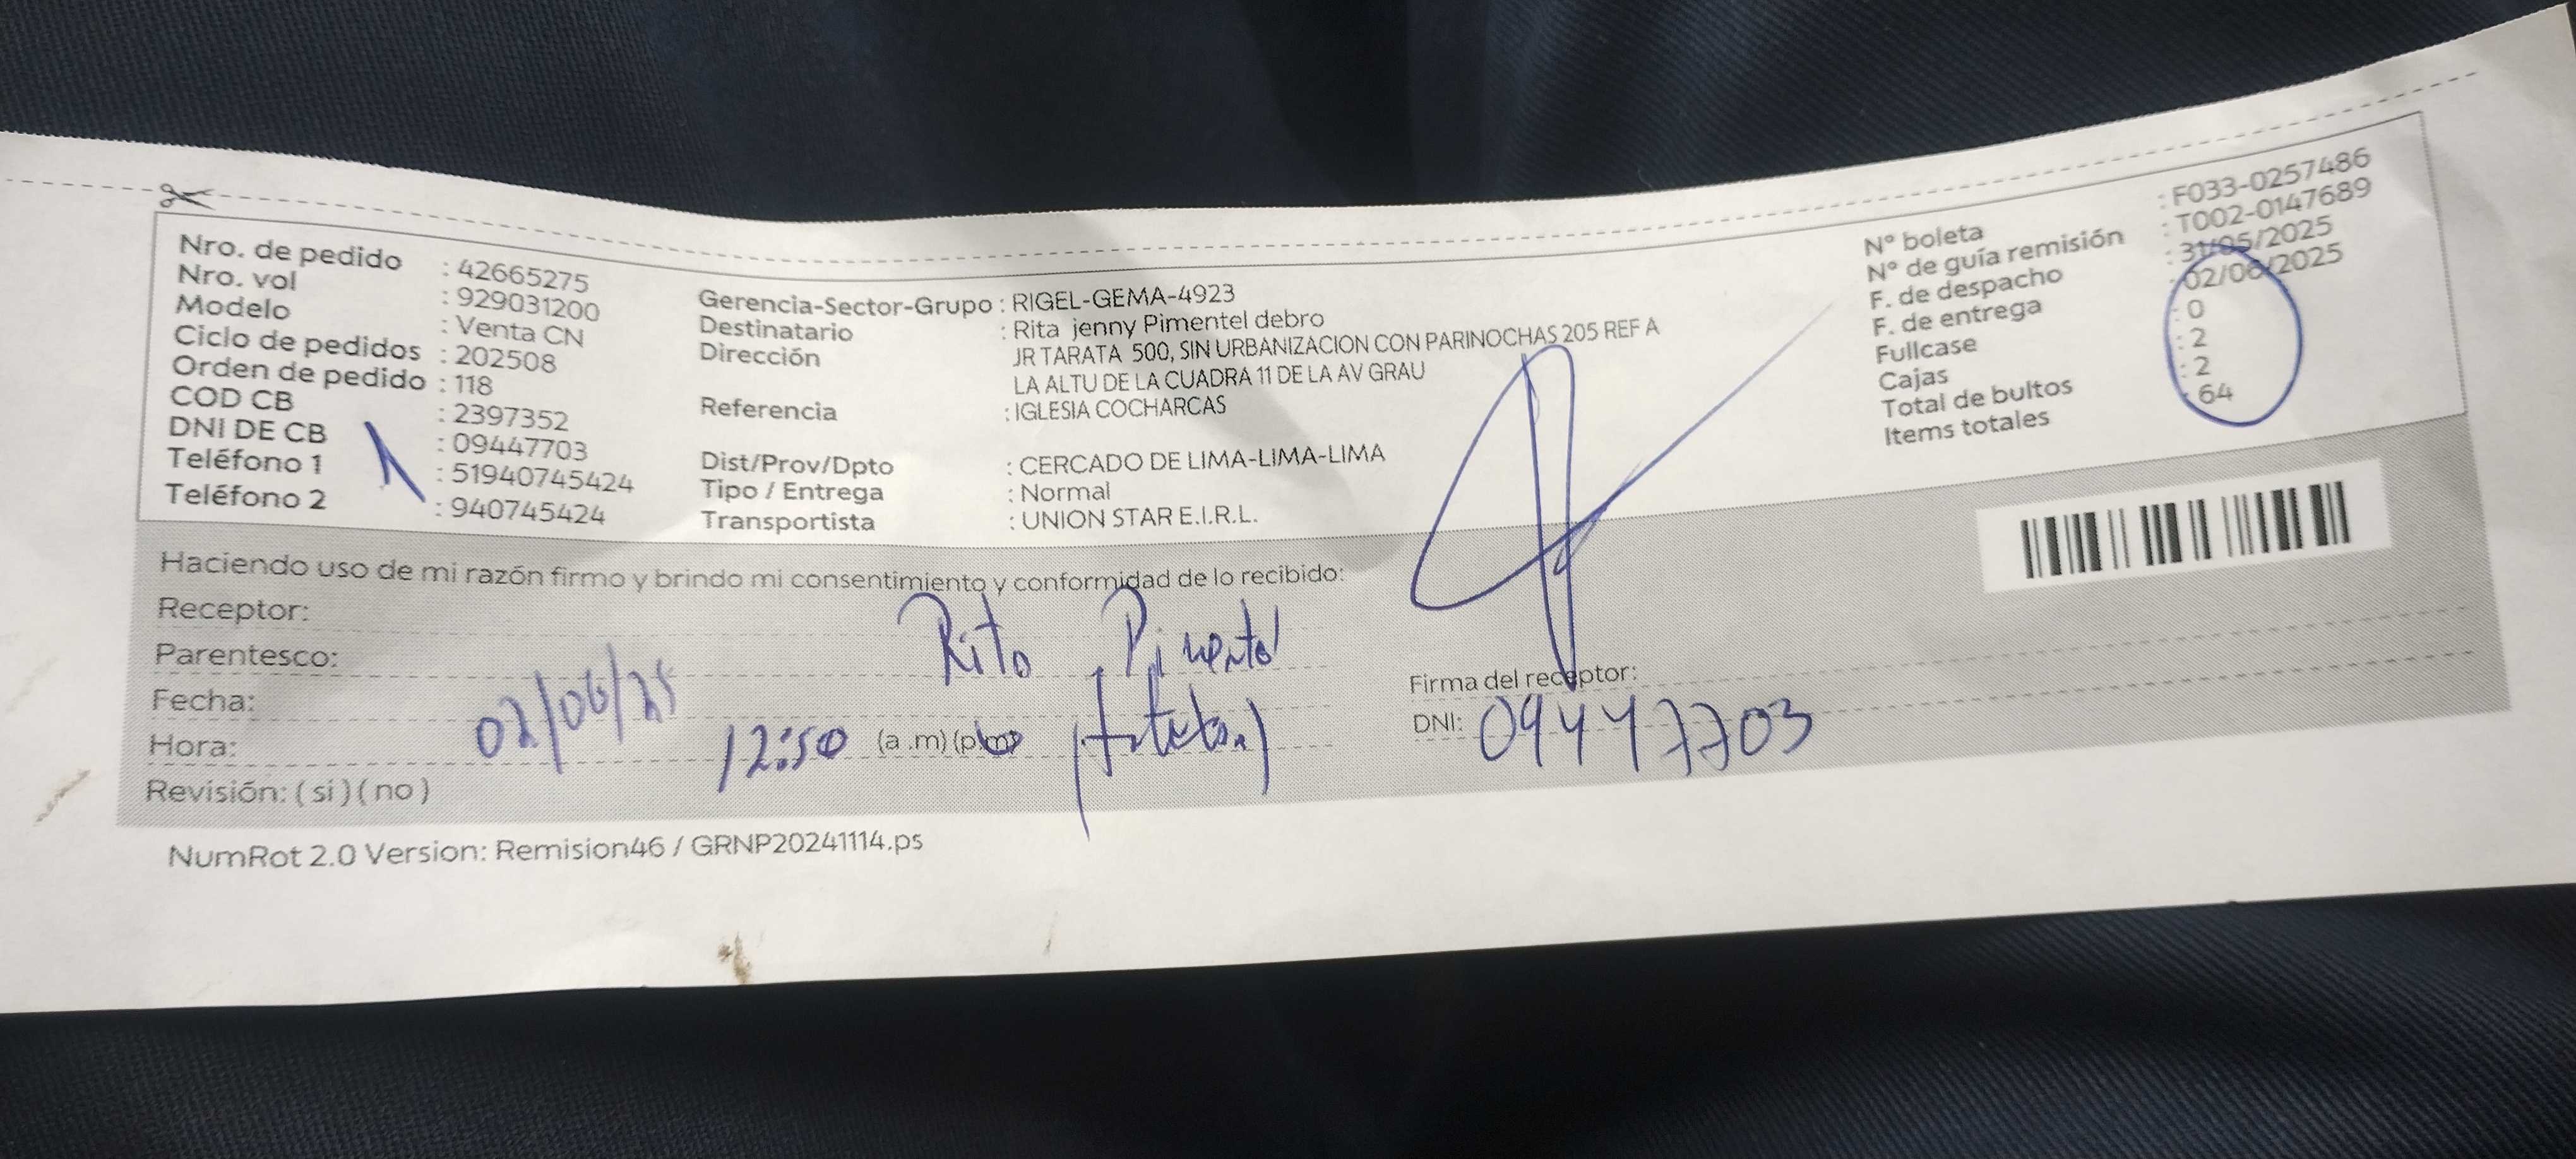 Nro. de pedido : 42665275
Nro. vol : 929031200
Modelo : Venta CN
Ciclo de pedidos : 202508
Orden de pedido : 118
COD CB : 2397352
DNI DE CB : 09447703
Teléfono 1 : 51940745424
Teléfono 2 : 940745424
Gerencia-Sector-Grupo : RIGEL-GEMA-4923
Destinatario : Rita jenny Pimentel debro
Dirección JR TARATA 500, SIN URBANIZACION CON PARINOCHAS 205 REF A
LA ALTU DE LA CUADRA 11 DE LA AV GRAU
Referencia : IGLESIA COCHARCAS
Dist/Prov/Dpto : CERCADO DE LIMA-LIMA-LIMA
Tipo / Entrega : Normal
Transportista : UNION STAR E.I.R.L.
N° boleta : F033-0257486
N° de guía remisión : T002-0147689
F. de despacho : 31/05/2025
F. de entrega : 02/06/2025
Fullcase : 0
Cajas : 2
Total de bultos : 2
Items totales : 64
Haciendo uso de mi razón firmo y brindo mi consentimiento y conformidad de lo recibido:
Receptor: Rita Pimentel
Parentesco:
Fecha: 02/06/25
Hora: 12:50 (a .m) (p.m) (titular)
Revisión: ( si ) ( no )
Firma del receptor:
DNI: 09447703
NumRot 2.0 Version: Remision46 / GRNP20241114.ps